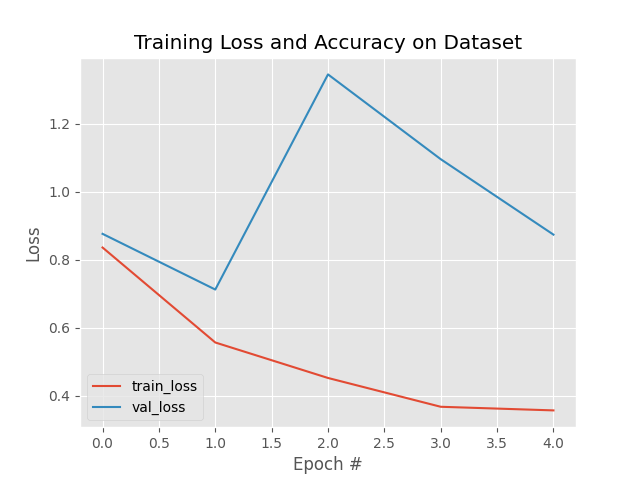 Training Loss and Accuracy on Dataset
1.2
1.0
0.8
0.6
0.4
Loss
train_loss
val_loss
0.0 0.5 1.0 1.5 2.0 2.5 3.0 3.5 4.0
Epoch #